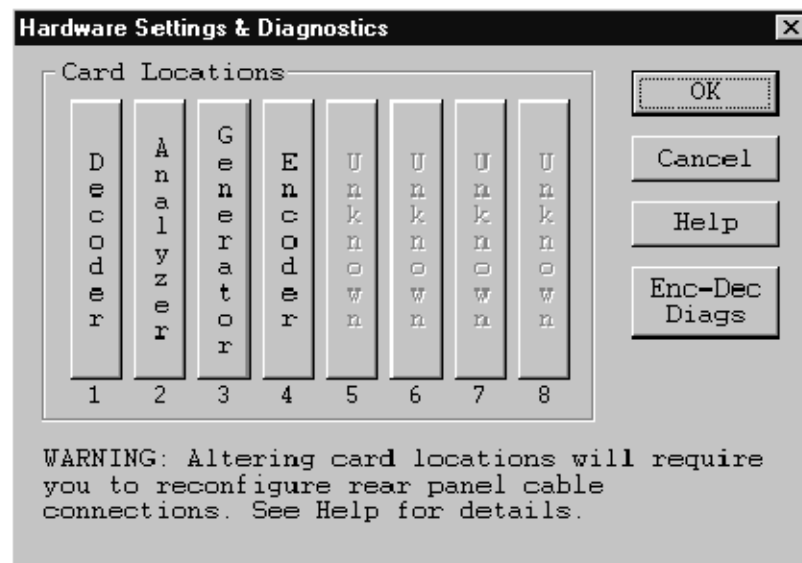 Hardware Settings & Diagnostics
Card Locations
Decoder
Analyzer
Generator
Encoder
Unknown
Unknown
Unknown
Unknown
1 2 3 4 5 6 7 8
OK
Cancel
Help
Enc-Dec
Diags
WARNING: Altering card locations will require
you to reconfigure rear panel cable
connections. See Help for details.